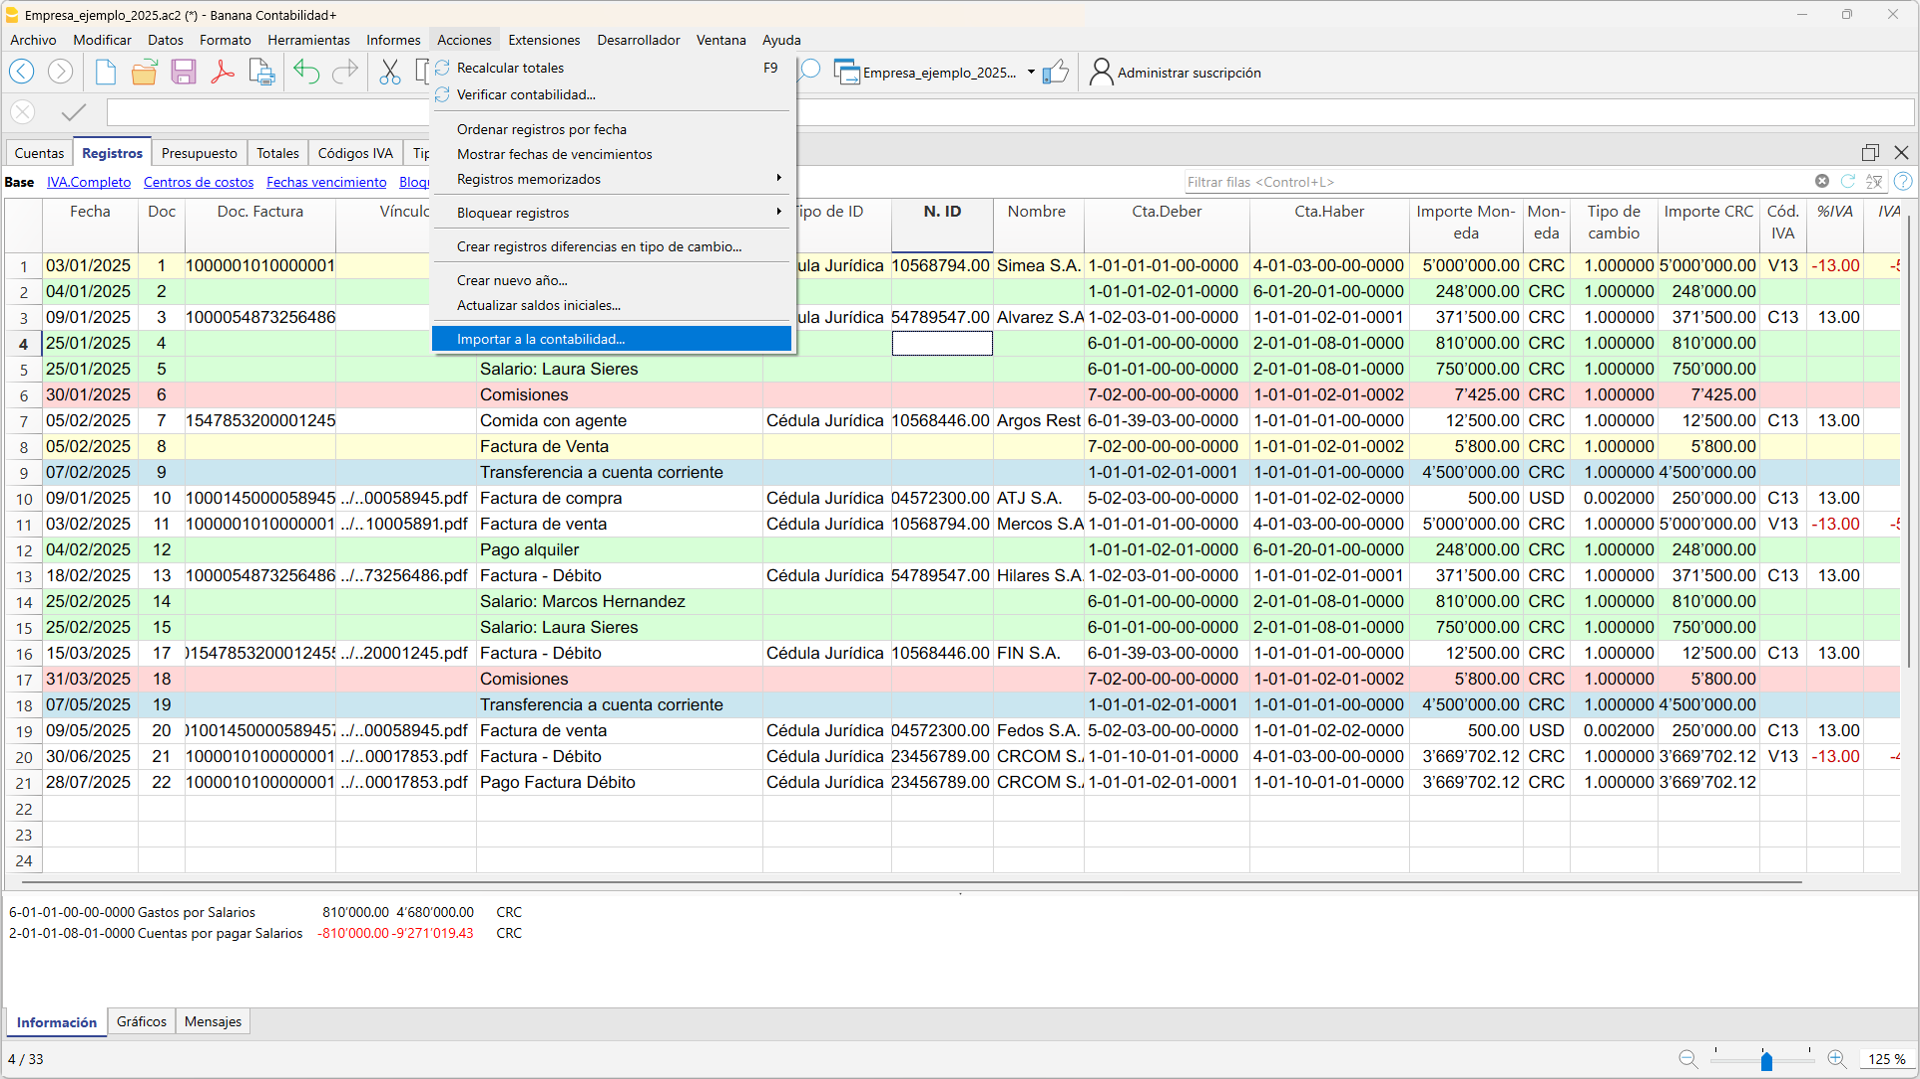 Empresa_ejemplo_2025.ac2 (*) - Banana Contabilidad+
Archivo Modificar Datos Formato Herramientas Informes Acciones Extensiones Desarrollador Ventana Ayuda
Empresa_ejemplo_2025... Administrar suscripción
Recalcular totales F9
Verificar contabilidad...
Ordenar registros por fecha
Mostrar fechas de vencimientos
Registros memorizados
Bloquear registros
Crear registros diferencias en tipo de cambio...
Crear nuevo año...
Actualizar saldos iniciales...
Importar a la contabilidad...
Cuentas Registros Presupuesto Totales Códigos IVA Tip
Base IVA.Completo Centros de costos Fechas vencimiento Bloqu
Filtrar filas <Control+L>
Fecha Doc Doc. Factura Vínculo ipo de ID N. ID Nombre Cta.Deber Cta.Haber Importe Mon-eda Mon-eda Tipo de cambio Importe CRC Cód. IVA %IVA IVA
1 03/01/2025 1 1000001010000001 ula Jurídica 10568794.00 Simea S.A. 1-01-01-01-00-0000 4-01-03-00-00-0000 5'000'000.00 CRC 1.000000 5'000'000.00 V13 -13.00 -5
2 04/01/2025 2 1-01-01-02-01-0000 6-01-20-01-00-0000 248'000.00 CRC 1.000000 248'000.00
3 09/01/2025 3 1000054873256486 ula Jurídica 54789547.00 Alvarez S.A 1-02-03-01-00-0000 1-01-01-02-01-0001 371'500.00 CRC 1.000000 371'500.00 C13 13.00
4 25/01/2025 4 6-01-01-00-00-0000 2-01-01-08-01-0000 810'000.00 CRC 1.000000 810'000.00
5 25/01/2025 5 Salario: Laura Sieres 6-01-01-00-00-0000 2-01-01-08-01-0000 750'000.00 CRC 1.000000 750'000.00
6 30/01/2025 6 Comisiones 7-02-00-00-00-0000 1-01-01-02-01-0002 7'425.00 CRC 1.000000 7'425.00
7 05/02/2025 7 1547853200001245 Comida con agente Cédula Jurídica 10568446.00 Argos Rest 6-01-39-03-00-0000 1-01-01-01-00-0000 12'500.00 CRC 1.000000 12'500.00 C13 13.00
8 05/02/2025 8 Factura de Venta 7-02-00-00-00-0000 1-01-01-02-01-0002 5'800.00 CRC 1.000000 5'800.00
9 07/02/2025 9 Transferencia a cuenta corriente 1-01-01-02-01-0001 1-01-01-01-00-0000 4'500'000.00 CRC 1.000000 4'500'000.00
10 09/01/2025 10 1000145000058945 ../..00058945.pdf Factura de compra Cédula Jurídica 04572300.00 ATJ S.A. 5-02-03-00-00-0000 1-01-01-02-02-0000 500.00 USD 0.002000 250'000.00 C13 13.00
11 03/02/2025 11 1000001010000001 ../.. 10005891.pdf Factura de venta Cédula Jurídica 10568794.00 Mercos S.A 1-01-01-01-00-0000 4-01-03-00-00-0000 5'000'000.00 CRC 1.000000 5'000'000.00 V13 -13.00 -5
12 04/02/2025 12 Pago alquiler 1-01-01-02-01-0000 6-01-20-01-00-0000 248'000.00 CRC 1.000000 248'000.00
13 18/02/2025 13 1000054873256486 ../..73256486.pdf Factura - Débito Cédula Jurídica 54789547.00 Hilares S.A. 1-02-03-01-00-0000 1-01-01-02-01-0001 371'500.00 CRC 1.000000 371'500.00 C13 13.00
14 25/02/2025 14 Salario: Marcos Hernandez 6-01-01-00-00-0000 2-01-01-08-01-0000 810'000.00 CRC 1.000000 810'000.00
15 25/02/2025 15 Salario: Laura Sieres 6-01-01-00-00-0000 2-01-01-08-01-0000 750'000.00 CRC 1.000000 750'000.00
16 15/03/2025 17 01547853200012455 ../..20001245.pdf Factura - Débito Cédula Jurídica 10568446.00 FIN S.A. 6-01-39-03-00-0000 1-01-01-01-00-0000 12'500.00 CRC 1.000000 12'500.00 C13 13.00
17 31/03/2025 18 Comisiones 7-02-00-00-00-0000 1-01-01-02-01-0002 5'800.00 CRC 1.000000 5'800.00
18 07/05/2025 19 Transferencia a cuenta corriente 1-01-01-02-01-0001 1-01-01-01-00-0000 4'500'000.00 CRC 1.000000 4'500'000.00
19 09/05/2025 20 01001450000589457 ../..00058945.pdf Factura de venta Cédula Jurídica 04572300.00 Fedos S.A. 5-02-03-00-00-0000 1-01-01-02-02-0000 500.00 USD 0.002000 250'000.00 C13 13.00
20 30/06/2025 21 1000010100000001 ../..00017853.pdf Factura - Débito Cédula Jurídica 23456789.00 CRCOM S. 1-01-10-01-01-0000 4-01-03-00-00-0000 3'669'702.12 CRC 1.000000 3'669'702.12 V13 -13.00 -4
21 28/07/2025 22 1000010100000001 ../..00017853.pdf Pago Factura Débito Cédula Jurídica 23456789.00 CRCOM S. 1-01-01-02-01-0001 1-01-10-01-01-0000 3'669'702.12 CRC 1.000000 3'669'702.12
22
23
24
6-01-01-00-00-0000 Gastos por Salarios 810'000.00 4'680'000.00 CRC
2-01-01-08-01-0000 Cuentas por pagar Salarios -810'000.00 -9'271'019.43 CRC
Información Gráficos Mensajes
4 / 33 125 %